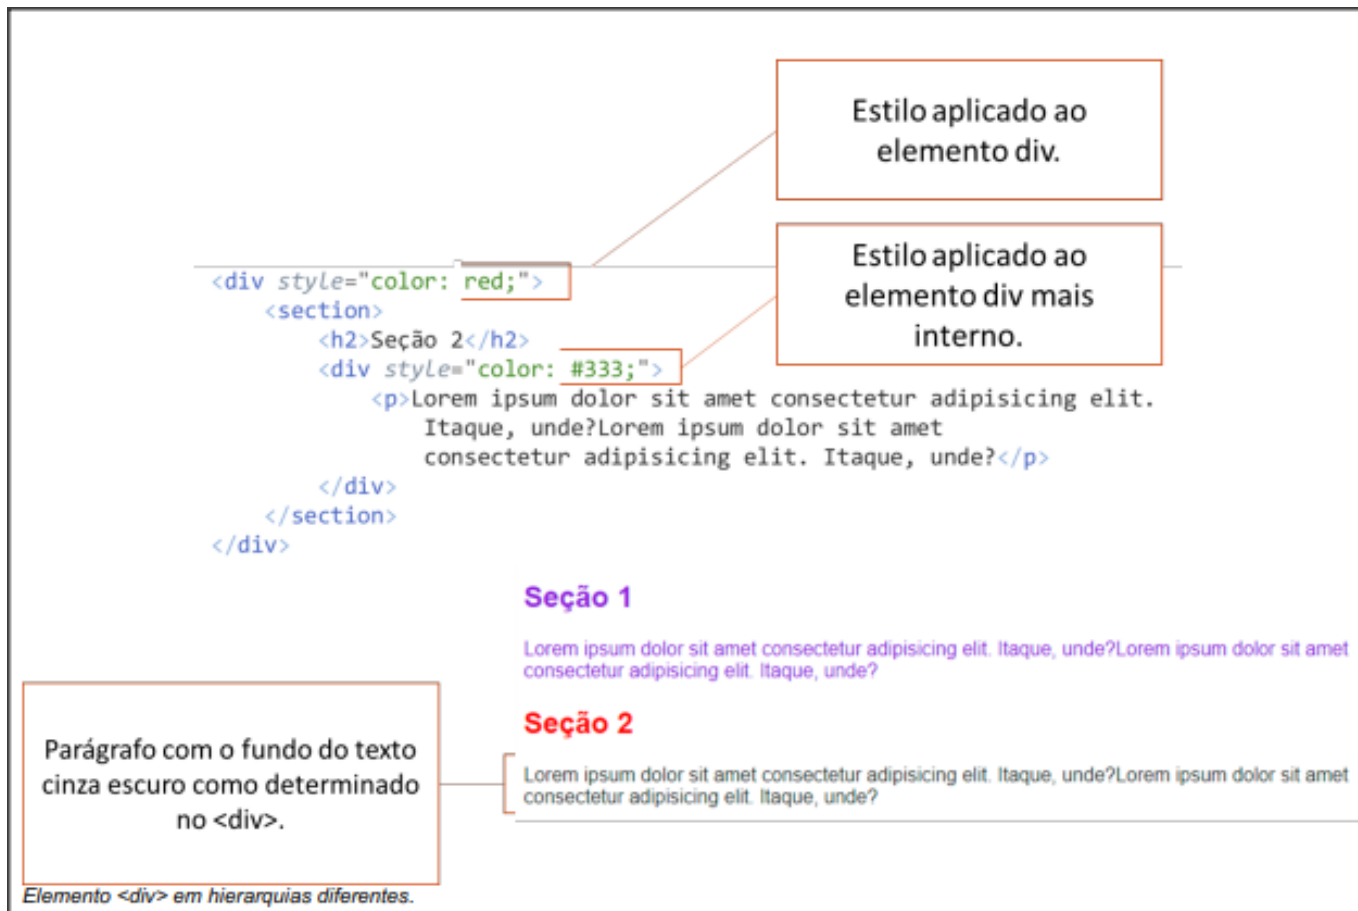 Estilo aplicado ao
elemento div.
Estilo aplicado ao
elemento div mais
interno.
<div style="color: red;">
<section>
<h2>Seção 2</h2>
<div style="color: #333;">
<p>Lorem ipsum dolor sit amet consectetur adipisicing elit.
Itaque, unde?Lorem ipsum dolor sit amet
consectetur adipisicing elit. Itaque, unde?</p>
</div>
</section>
</div>
Seção 1
Lorem ipsum dolor sit amet consectetur adipisicing elit. Itaque, unde?Lorem ipsum dolor sit amet
consectetur adipisicing elit. Itaque, unde?
Seção 2
Lorem ipsum dolor sit amet consectetur adipisicing elit. Itaque, unde?Lorem ipsum dolor sit amet
consectetur adipisicing elit. Itaque, unde?
Parágrafo com o fundo do texto
cinza escuro como determinado
no <div>.
Elemento <div> em hierarquias diferentes.